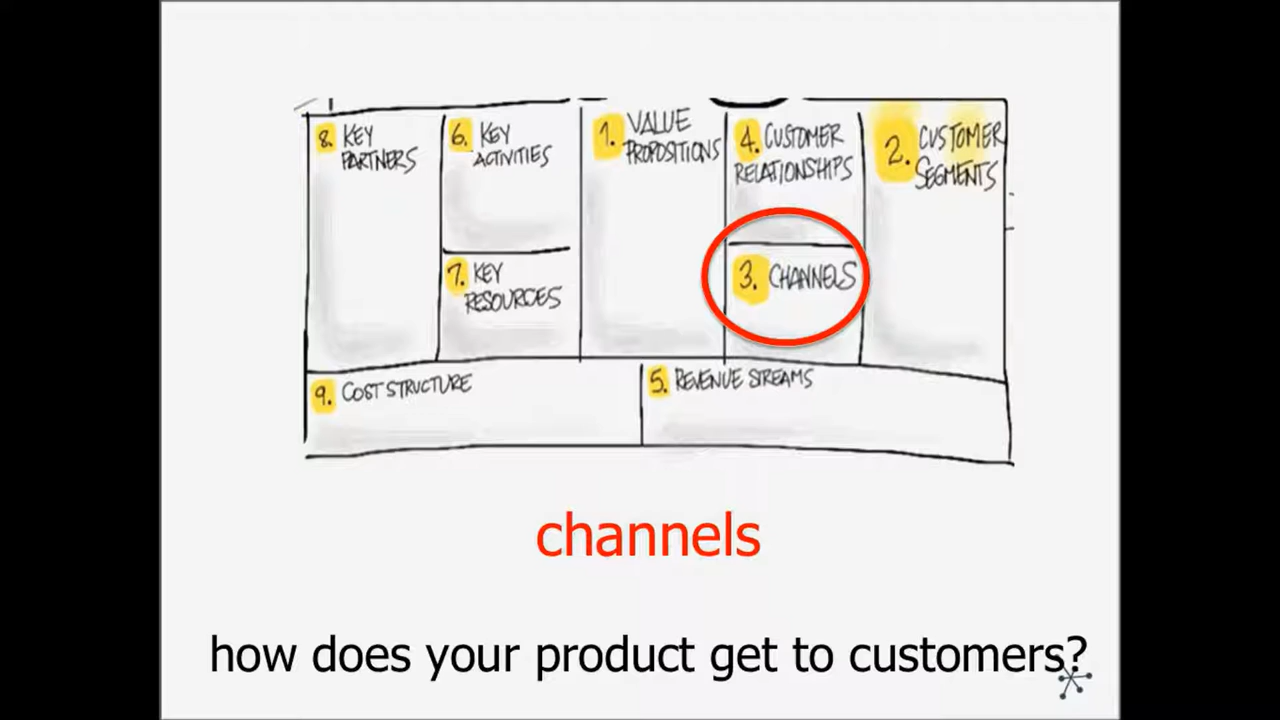 8. KEY
PARTNERS
6. KEY
ACTIVITIES
7. KEY
RESOURCES
1. VALUE
PROPOSITIONS
4. CUSTOMER
RELATIONSHIPS
3. CHANNELS
2. CUSTOMER
SEGMENTS
9. COST STRUCTURE
5. REVENUE STREAMS
channels
how does your product get to customers?